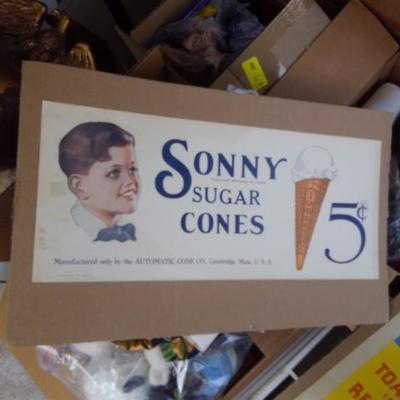 SONNY
SUGAR
CONES
5¢
Manufactured only by the AUTOMATIC CONE CO., Cambridge, Mass., U. S. A.
TOA
RE